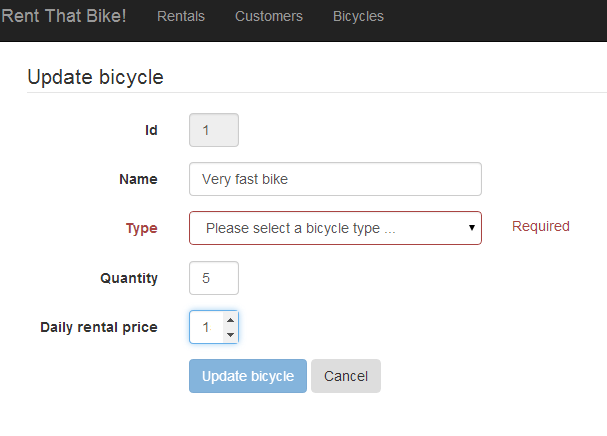 Rent That Bike! Rentals Customers Bicycles
Update bicycle
Id 1
Name Very fast bike
Type Please select a bicycle type ... Required
Quantity 5
Daily rental price 1
Update bicycle Cancel